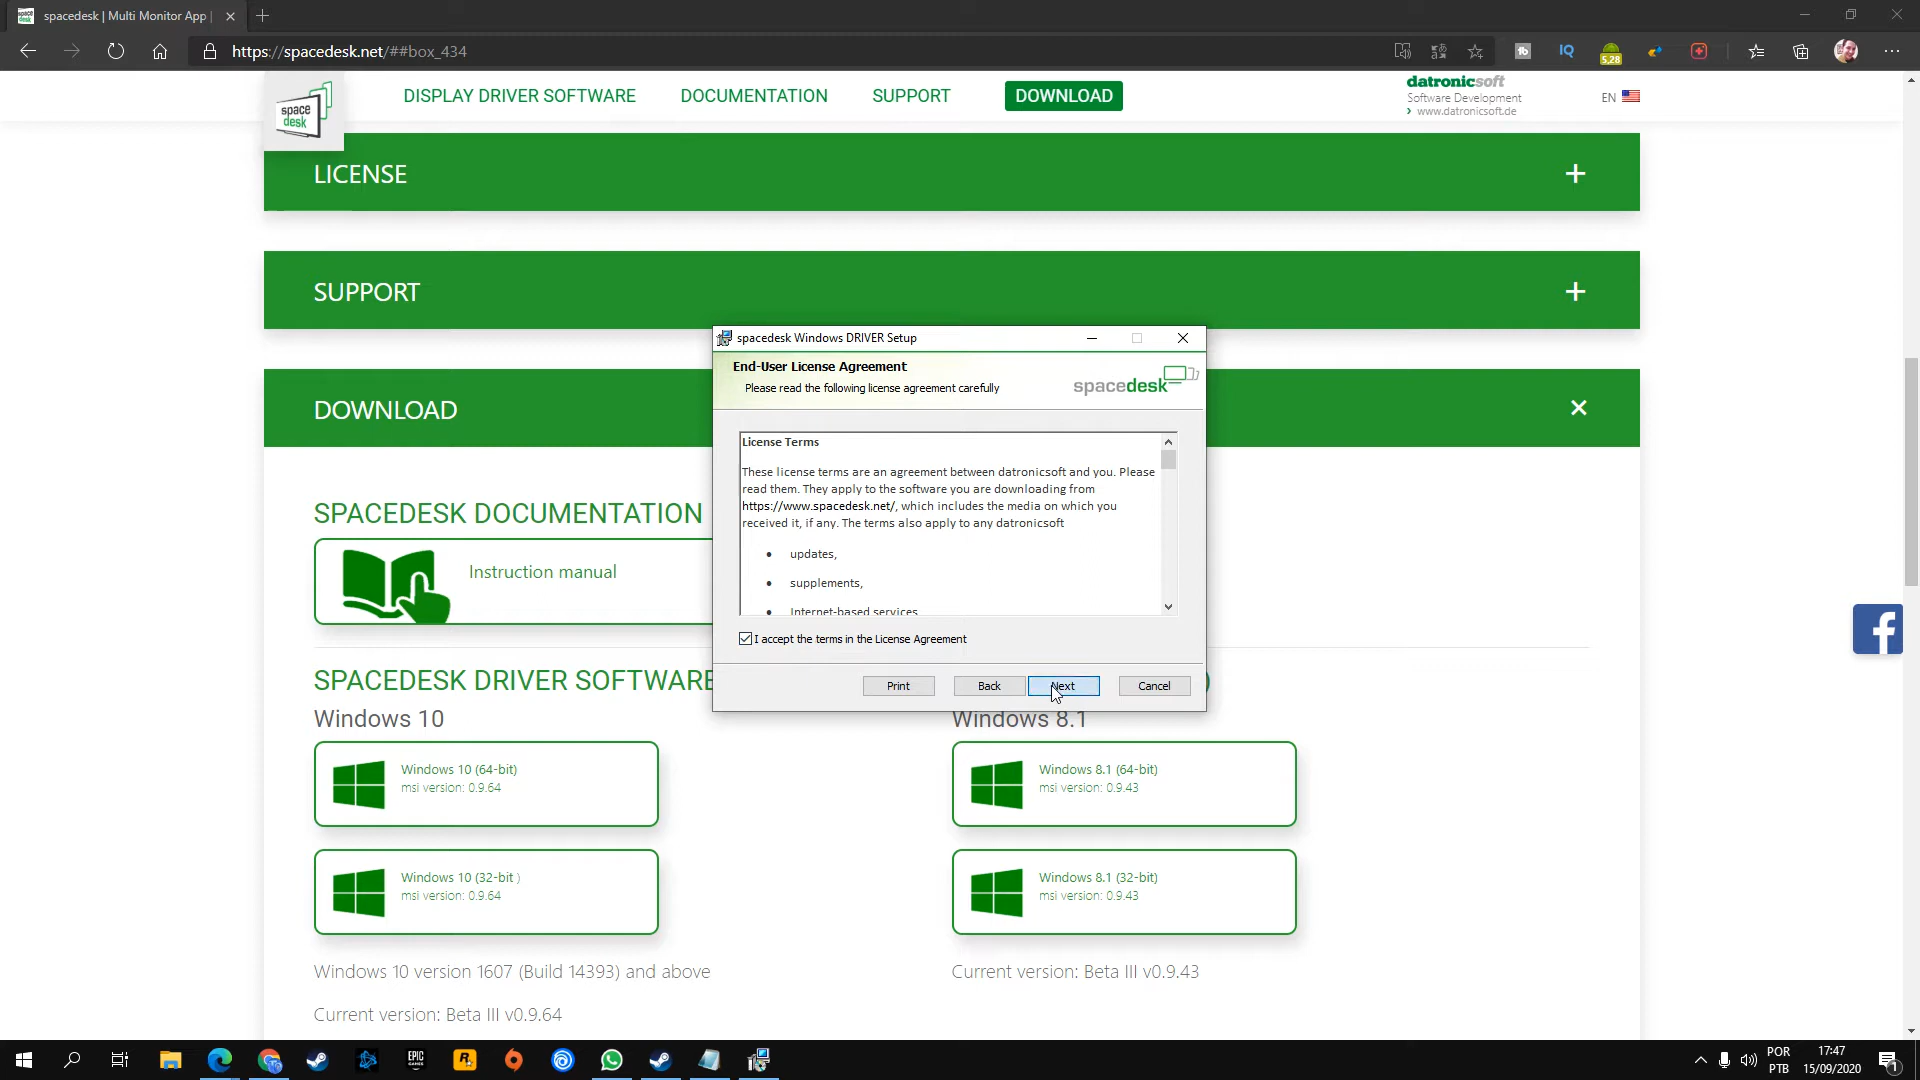 spacedesk | Multi Monitor App |
https://spacedesk.net/##box_434
IQ
5,28
space
desk
DISPLAY DRIVER SOFTWARE
DOCUMENTATION
SUPPORT
DOWNLOAD
datronicsoft
Software Development
www.datronicsoft.de
EN
LICENSE
SUPPORT
DOWNLOAD
spacedesk Windows DRIVER Setup
End-User License Agreement
Please read the following license agreement carefully
spacedesk
License Terms
These license terms are an agreement between datronicsoft and you. Please
read them. They apply to the software you are downloading from
https://www.spacedesk.net/, which includes the media on which you
received it, if any. The terms also apply to any datronicsoft
• updates,
• supplements,
• Internet-based services
I accept the terms in the License Agreement
Print
Back
Next
Cancel
SPACEDESK DOCUMENTATION
Instruction manual
SPACEDESK DRIVER SOFTWARE
Windows 10
Windows 10 (64-bit)
msi version: 0.9.64
Windows 10 (32-bit )
msi version: 0.9.64
Windows 10 version 1607 (Build 14393) and above
Current version: Beta III v0.9.64
Windows 8.1
Windows 8.1 (64-bit)
msi version: 0.9.43
Windows 8.1 (32-bit)
msi version: 0.9.43
Current version: Beta III v0.9.43
EPIC
GAMES
POR
PTB
17:47
15/09/2020
1